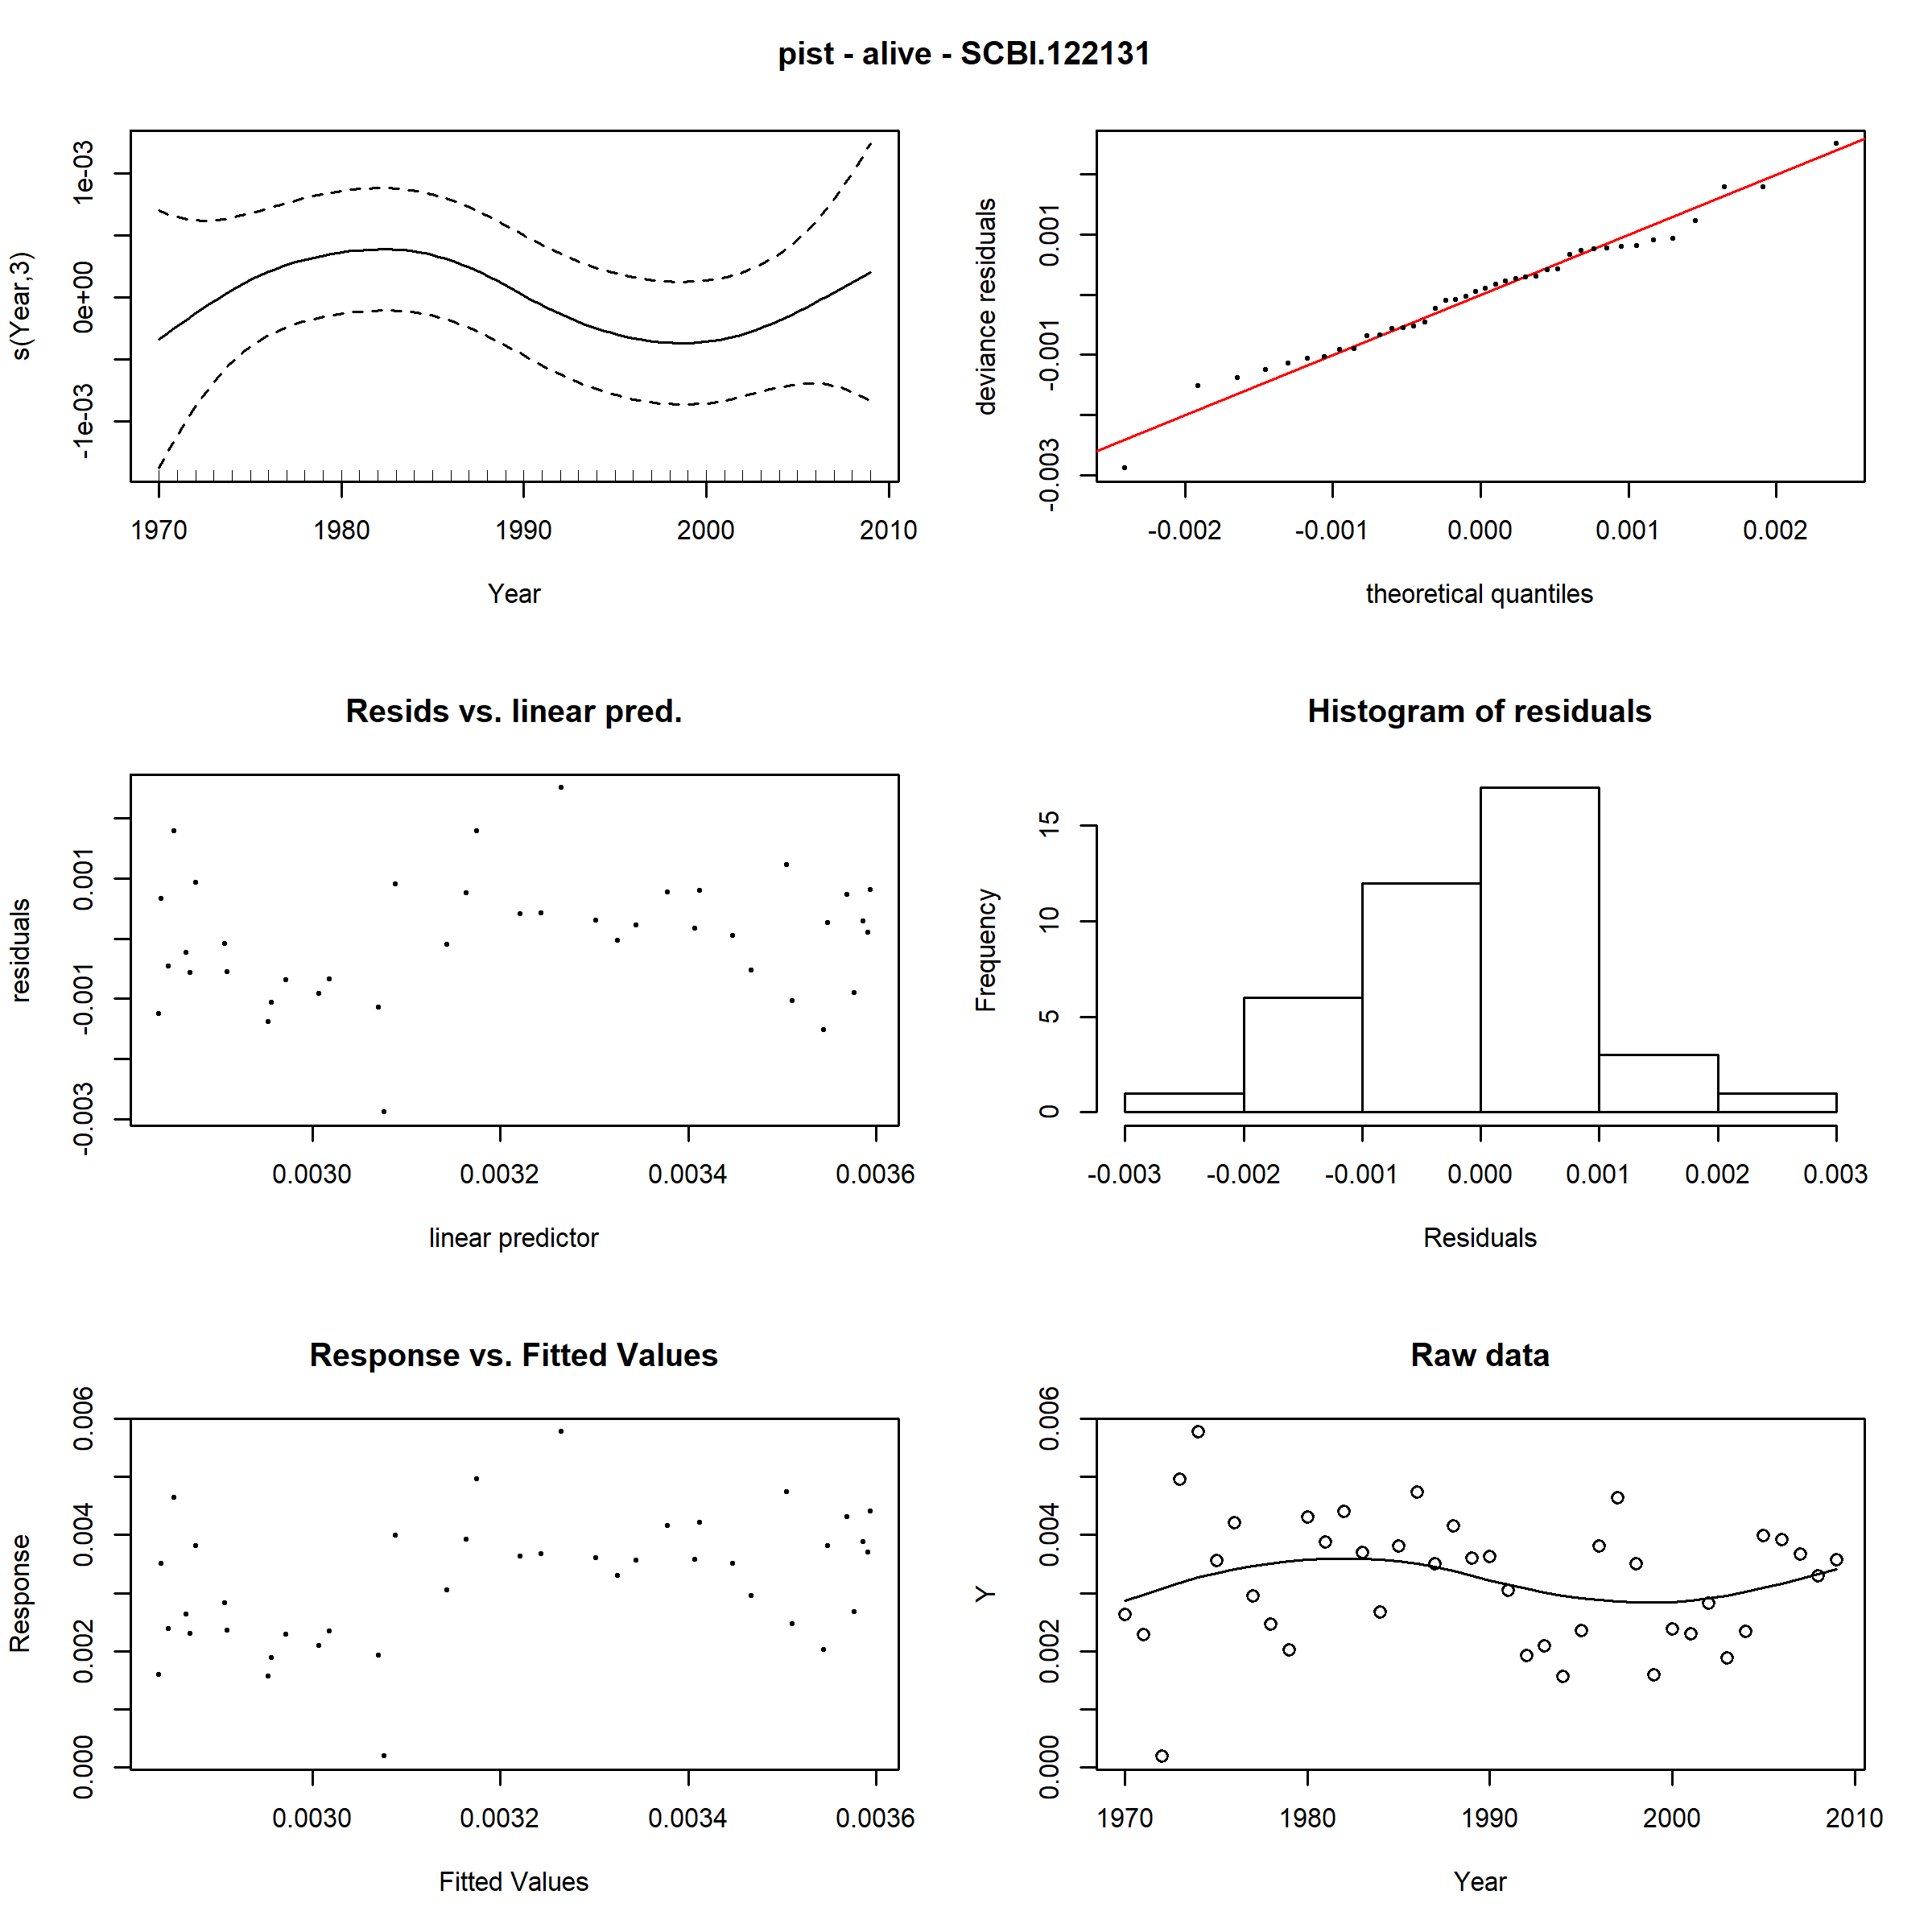 pist - alive - SCBI.122131
s(Year,3)
1e-03
0e+00
-1e-03
1970 1980 1990 2000 2010
Year
deviance residuals
0.001
-0.001
-0.003
-0.002 -0.001 0.000 0.001 0.002
theoretical quantiles
Resids vs. linear pred.
residuals
0.001
-0.001
-0.003
0.0030 0.0032 0.0034 0.0036
linear predictor
Histogram of residuals
Frequency
15
10
5
0
-0.003 -0.002 -0.001 0.000 0.001 0.002 0.003
Residuals
Response vs. Fitted Values
Response
0.006
0.004
0.002
0.000
0.0030 0.0032 0.0034 0.0036
Fitted Values
Raw data
Y
0.006
0.004
0.002
0.000
1970 1980 1990 2000 2010
Year